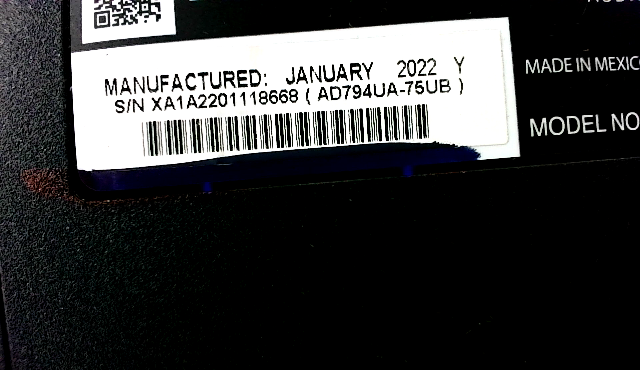 MANUFACTURED: JANUARY 2022 Y
S/N XA1A2201118668 ( AD794UA-75UB )
MADE IN MEXICO
MODEL NO